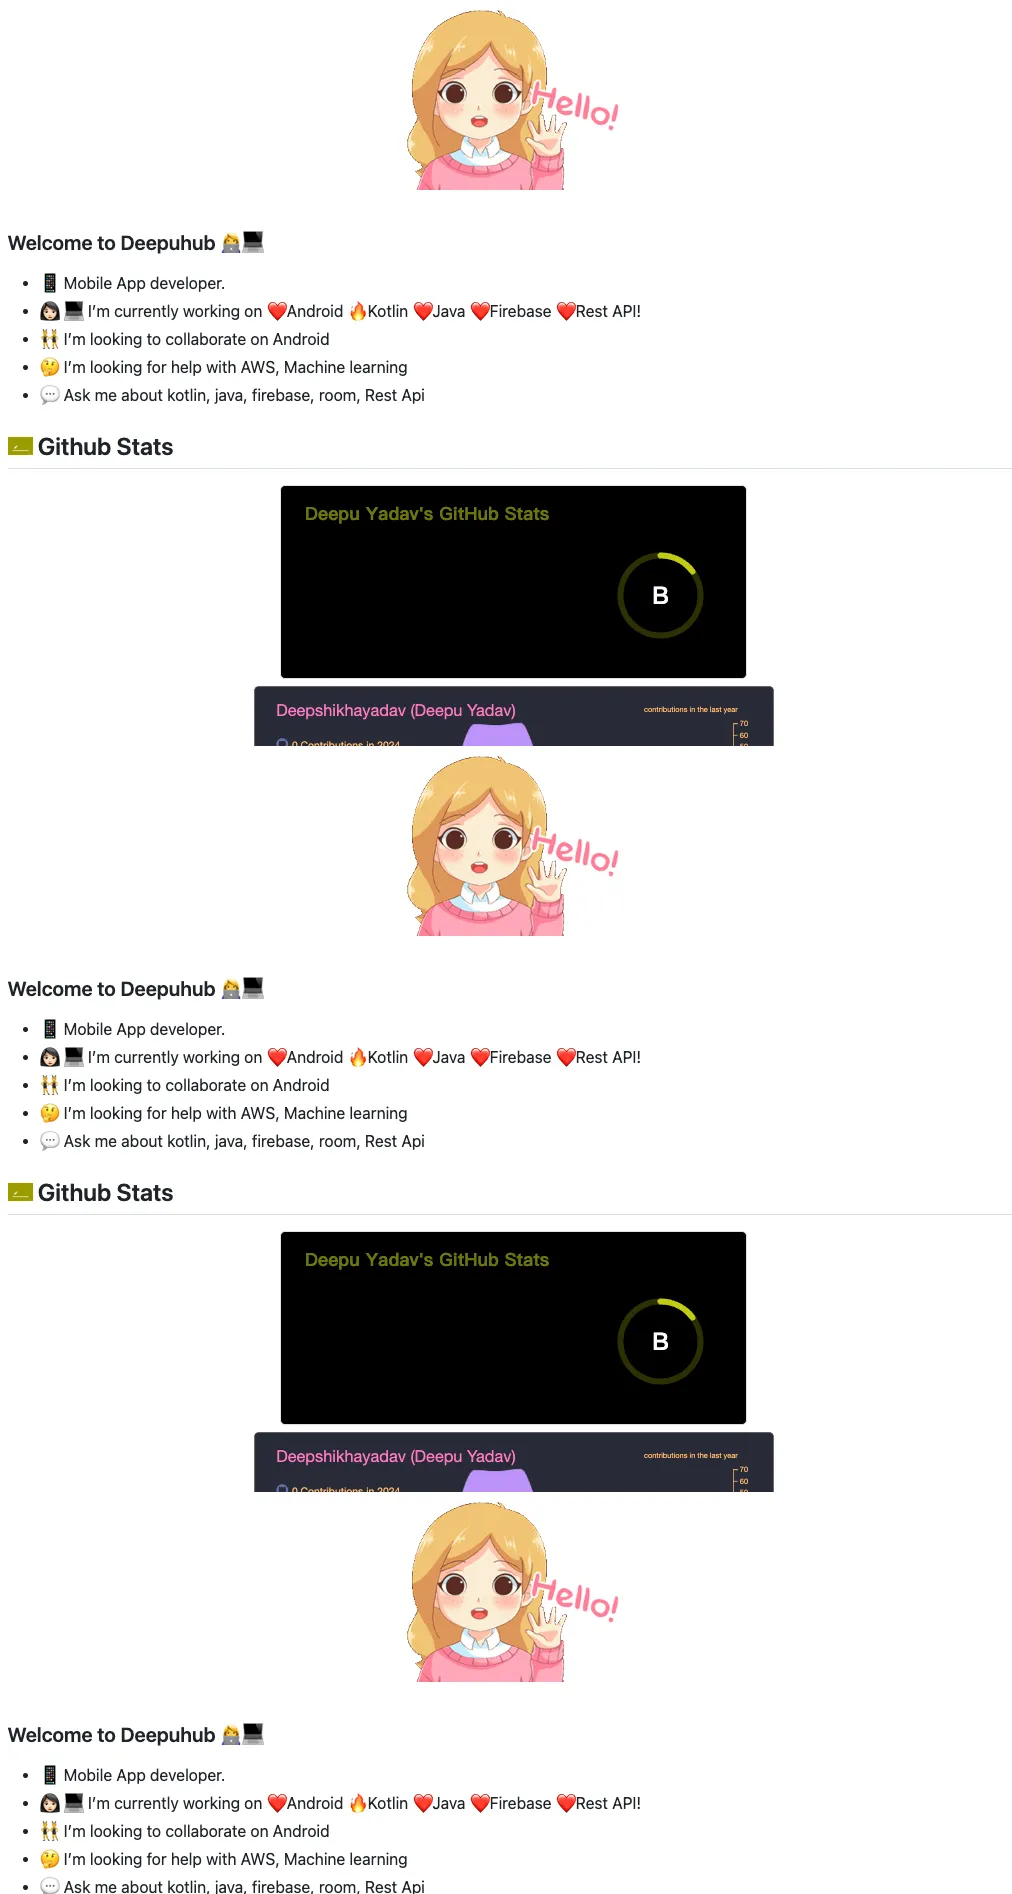 Hello!
Welcome to Deepuhub 👩‍💻💻
📱 Mobile App developer.
👩🏻💻 I’m currently working on ❤️Android 🔥Kotlin ❤️Java ❤️Firebase ❤️Rest API!
👯 I’m looking to collaborate on Android
🤔 I’m looking for help with AWS, Machine learning
💬 Ask me about kotlin, java, firebase, room, Rest Api
Github Stats
Deepu Yadav's GitHub Stats
B
Deepshikhayadav (Deepu Yadav)
contributions in the last year
70
60
0 Contributions in 2024
Hello!
Welcome to Deepuhub 👩‍💻💻
📱 Mobile App developer.
👩🏻💻 I’m currently working on ❤️Android 🔥Kotlin ❤️Java ❤️Firebase ❤️Rest API!
👯 I’m looking to collaborate on Android
🤔 I’m looking for help with AWS, Machine learning
💬 Ask me about kotlin, java, firebase, room, Rest Api
Github Stats
Deepu Yadav's GitHub Stats
B
Deepshikhayadav (Deepu Yadav)
contributions in the last year
70
60
0 Contributions in 2024
Hello!
Welcome to Deepuhub 👩‍💻💻
📱 Mobile App developer.
👩🏻💻 I’m currently working on ❤️Android 🔥Kotlin ❤️Java ❤️Firebase ❤️Rest API!
👯 I’m looking to collaborate on Android
🤔 I’m looking for help with AWS, Machine learning
💬 Ask me about kotlin, java, firebase, room, Rest Api